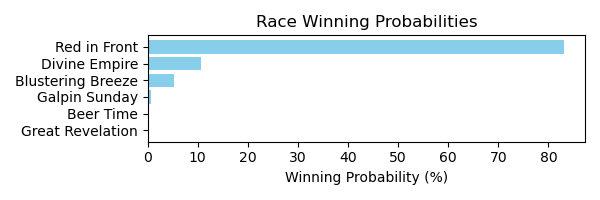 Race Winning Probabilities
Red in Front
Divine Empire
Blustering Breeze
Galpin Sunday
Beer Time
Great Revelation
0 10 20 30 40 50 60 70 80
Winning Probability (%)